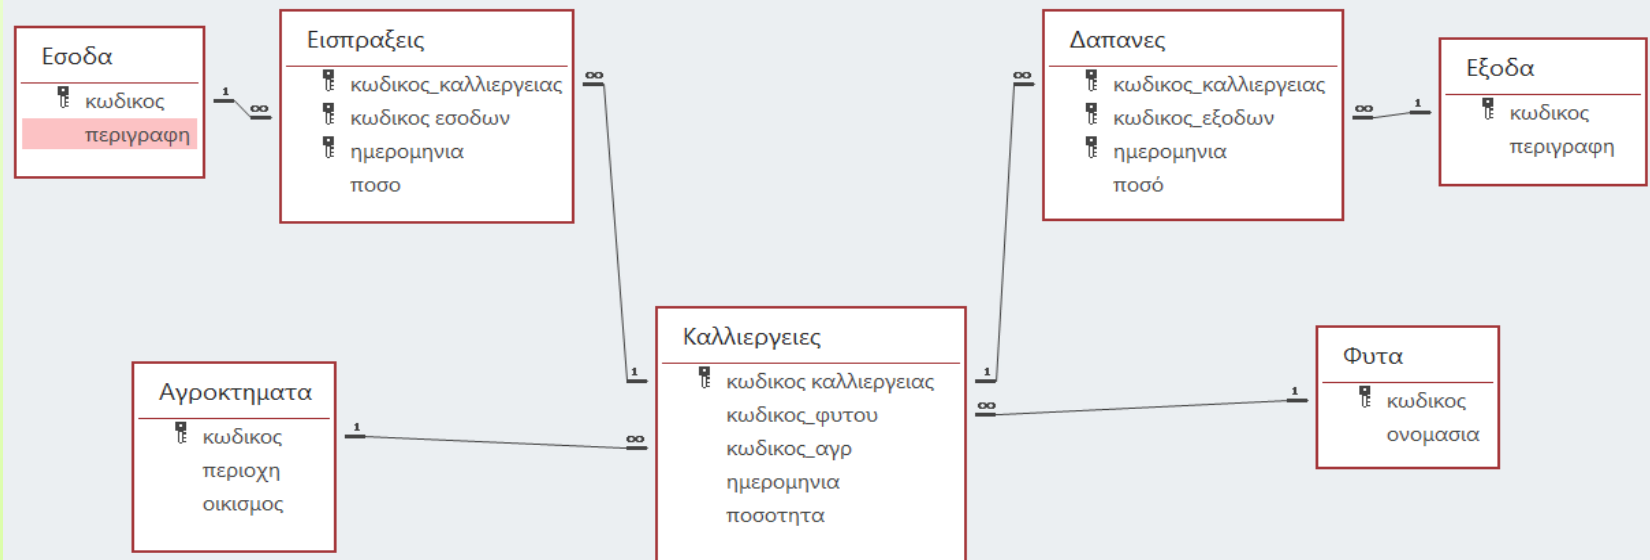 Εσοδα
κωδικος
περιγραφη
1
∞
Εισπραξεις
κωδικος_καλλιεργειας
κωδικος εσοδων
ημερομηνια
ποσο
∞
1
Δαπανες
κωδικος_καλλιεργειας
κωδικος_εξοδων
ημερομηνια
ποσό
∞
1
∞
1
Εξοδα
κωδικος
περιγραφη
Αγροκτηματα
κωδικος
περιοχη
οικισμος
1
∞
Καλλιεργειες
κωδικος καλλιεργειας
κωδικος_φυτου
κωδικος_αγρ
ημερομηνια
ποσοτητα
∞
1
Φυτα
κωδικος
ονομασια